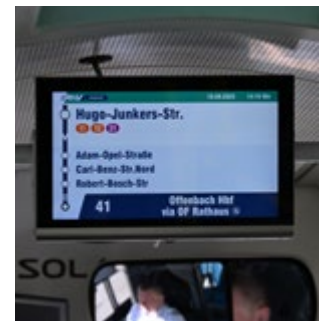 Hugo-Junkers-Str.
Adam-Opel-Straße
Carl-Benz-Str.Nord
Robert-Bosch-Str
41
Offenbach Hbf
via OF Rathaus
SOL